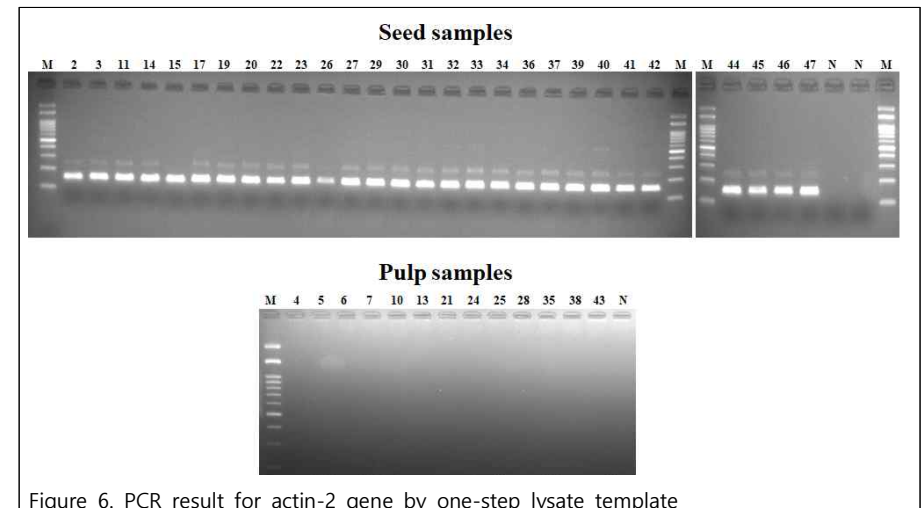 Seed samples
M 2 3 11 14 15 17 19 20 22 23 26 27 29 30 31 32 33 34 36 37 39 40 41 42 M M 44 45 46 47 N N M
Pulp samples
M 4 5 6 7 10 13 21 24 25 28 35 38 43 N
Figure 6. PCR result for actin-2 gene by one-step lysate template